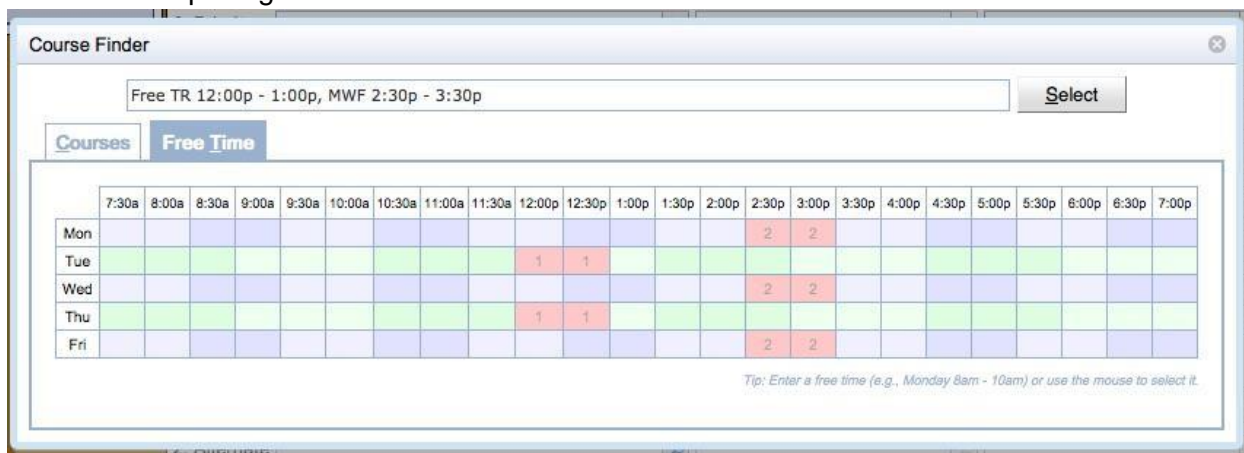 Course Finder
Free TR 12:00p - 1:00p, MWF 2:30p - 3:30p
Select
Courses
Free Time
7:30a 8:00a 8:30a 9:00a 9:30a 10:00a 10:30a 11:00a 11:30a 12:00p 12:30p 1:00p 1:30p 2:00p 2:30p 3:00p 3:30p 4:00p 4:30p 5:00p 5:30p 6:00p 6:30p 7:00p
Mon 2 2
Tue 1 1
Wed 2 2
Thu 1 1
Fri 2 2
Tip: Enter a free time (e.g., Monday 8am - 10am) or use the mouse to select it.